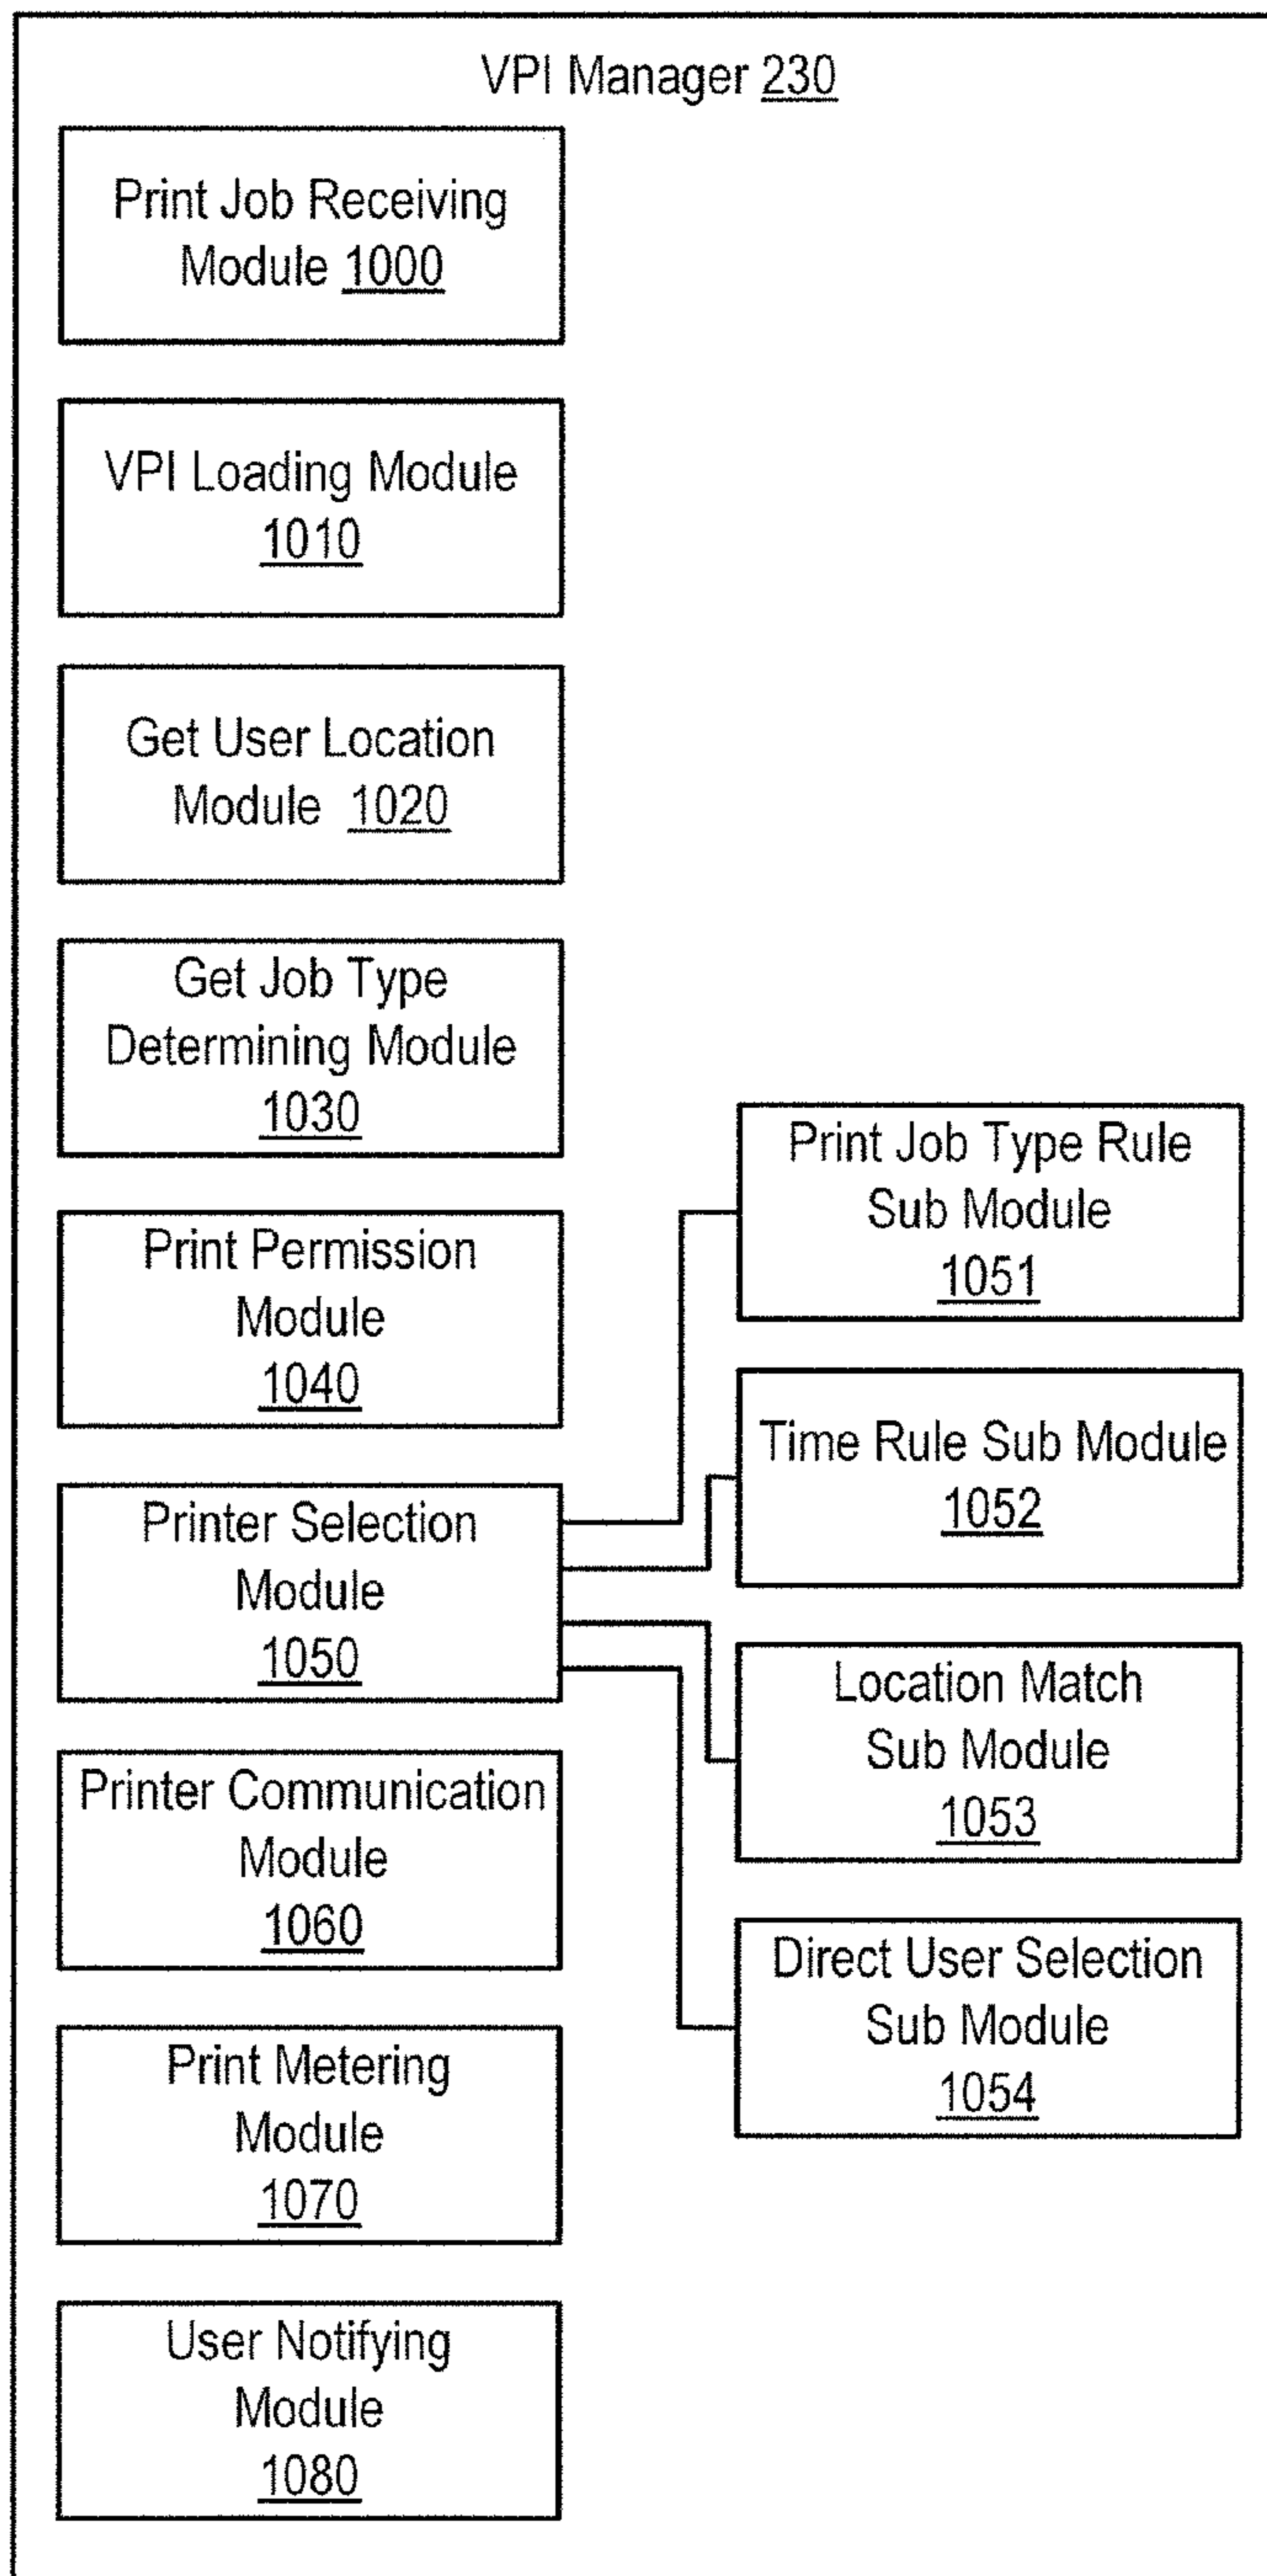 VPI Manager 230
Print Job Receiving
Module 1000
VPI Loading Module
1010
Get User Location
Module 1020
Get Job Type
Determining Module
1030
Print Permission
Module
1040
Printer Selection
Module
1050
Printer Communication
Module
1060
Print Metering
Module
1070
User Notifying
Module
1080
Print Job Type Rule
Sub Module
1051
Time Rule Sub Module
1052
Location Match
Sub Module
1053
Direct User Selection
Sub Module
1054